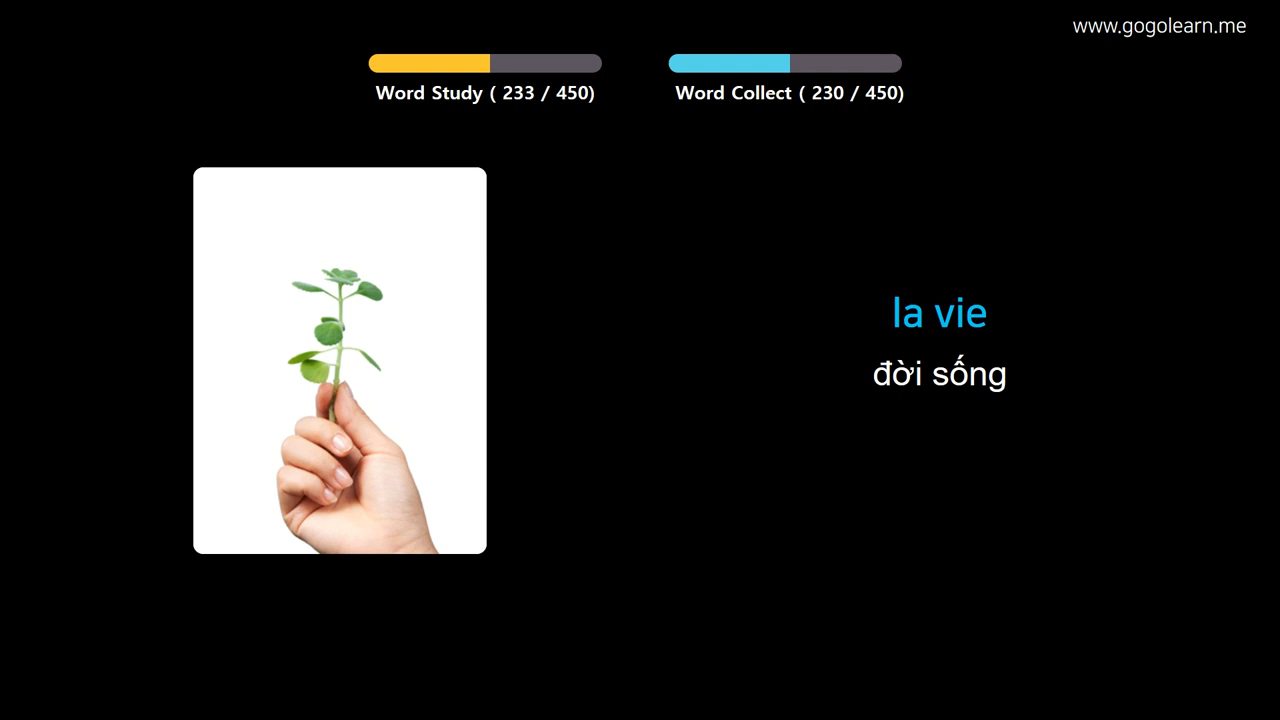 www.gogolearn.me
Word Study ( 233 / 450)
Word Collect ( 230 / 450)
la vie
đời sống